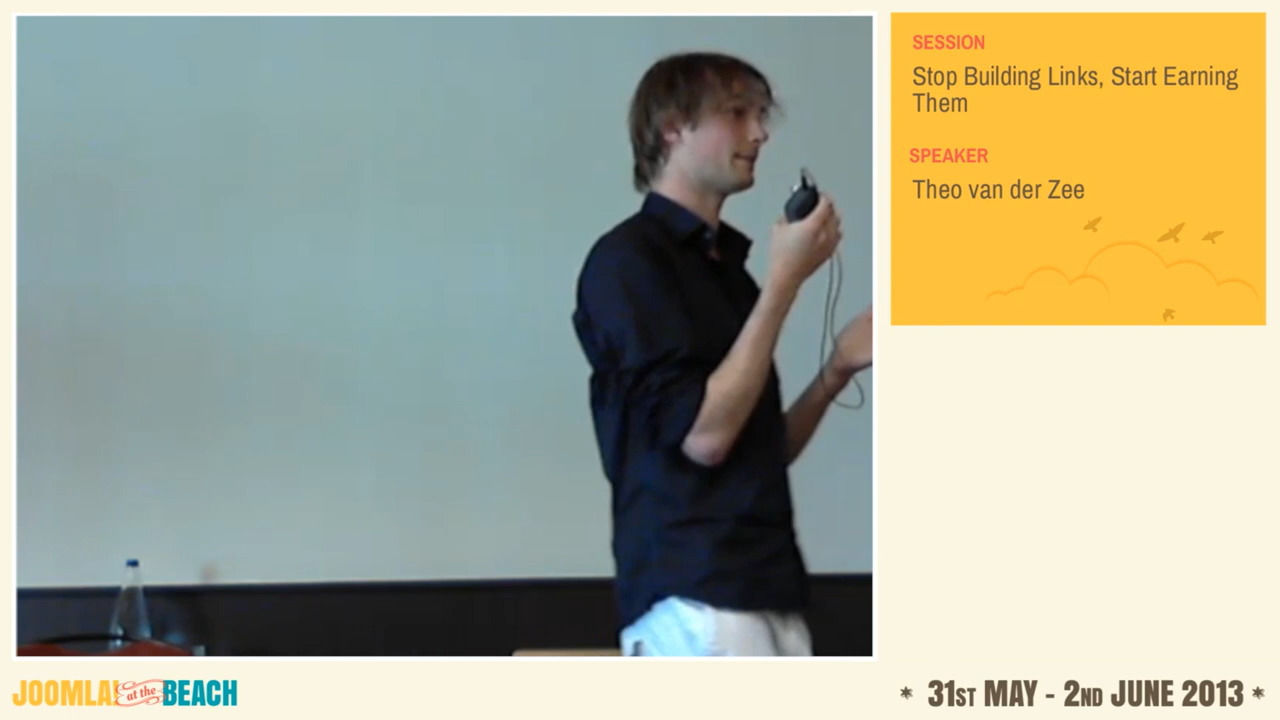 SESSION
Stop Building Links, Start Earning
Them
SPEAKER
Theo van der Zee
JOOMLA! at the BEACH
* 31ST MAY - 2ND JUNE 2013 *